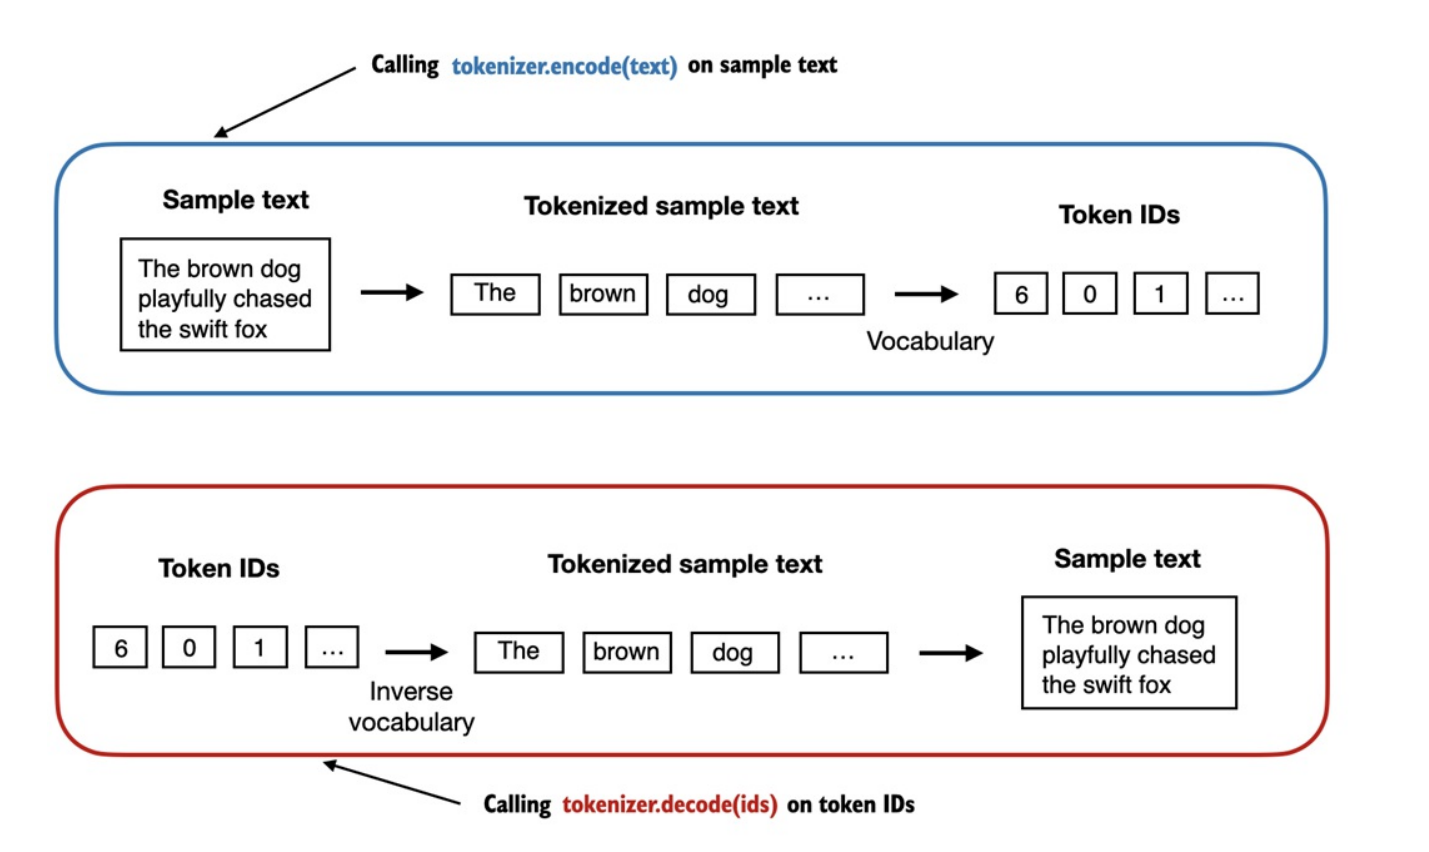 Calling tokenizer.encode(text) on sample text
Sample text
Tokenized sample text
Token IDs
The brown dog
playfully chased
the swift fox
The brown dog ...
6 0 1 ...
Vocabulary
Token IDs
Tokenized sample text
Sample text
6 0 1 ...
The brown dog ...
The brown dog
playfully chased
the swift fox
Inverse
vocabulary
Calling tokenizer.decode(ids) on token IDs